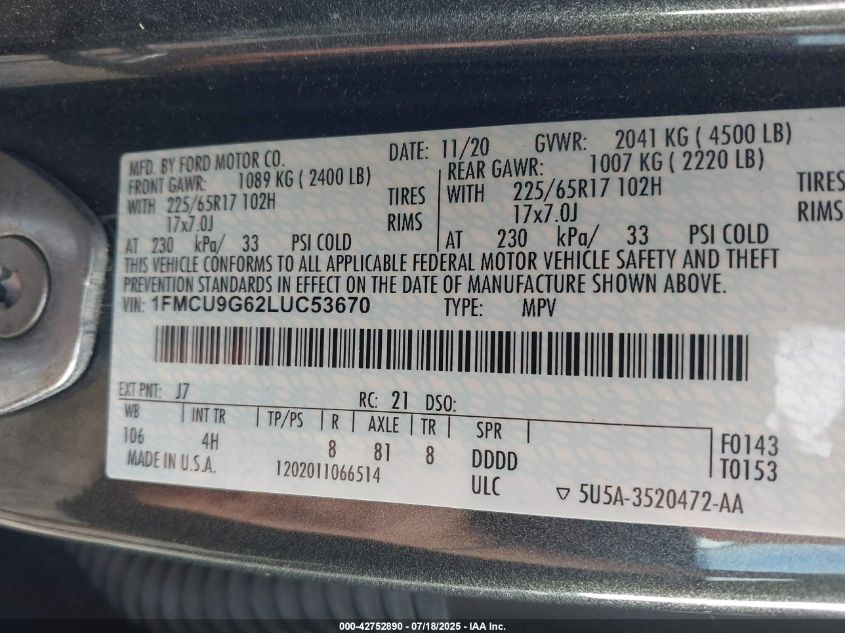 MFD. BY FORD MOTOR CO.
DATE: 11/20 GVWR: 2041 KG ( 4500 LB)
FRONT GAWR: 1089 KG ( 2400 LB)
REAR GAWR: 1007 KG ( 2220 LB)
WITH 225/65R17 102H TIRES
WITH 225/65R17 102H TIRES
17x7.0J RIMS
17x7.0J RIMS
AT 230 kPa/ 33 PSI COLD
AT 230 kPa/ 33 PSI COLD
THIS VEHICLE CONFORMS TO ALL APPLICABLE FEDERAL MOTOR VEHICLE SAFETY AND THEFT
PREVENTION STANDARDS IN EFFECT ON THE DATE OF MANUFACTURE SHOWN ABOVE.
VIN: 1FMCU9G62LUC53670 TYPE: MPV
EXT PNT: J7 RC: 21 DSO:
WB INT TR TP/PS R AXLE TR SPR
106 4H 8 81 8 DDDD
F0143
T0153
MADE IN U.S.A. 1202011066514 ULC
▽ 5U5A-3520472-AA
000-42752890 - 07/18/2025 - IAA Inc.